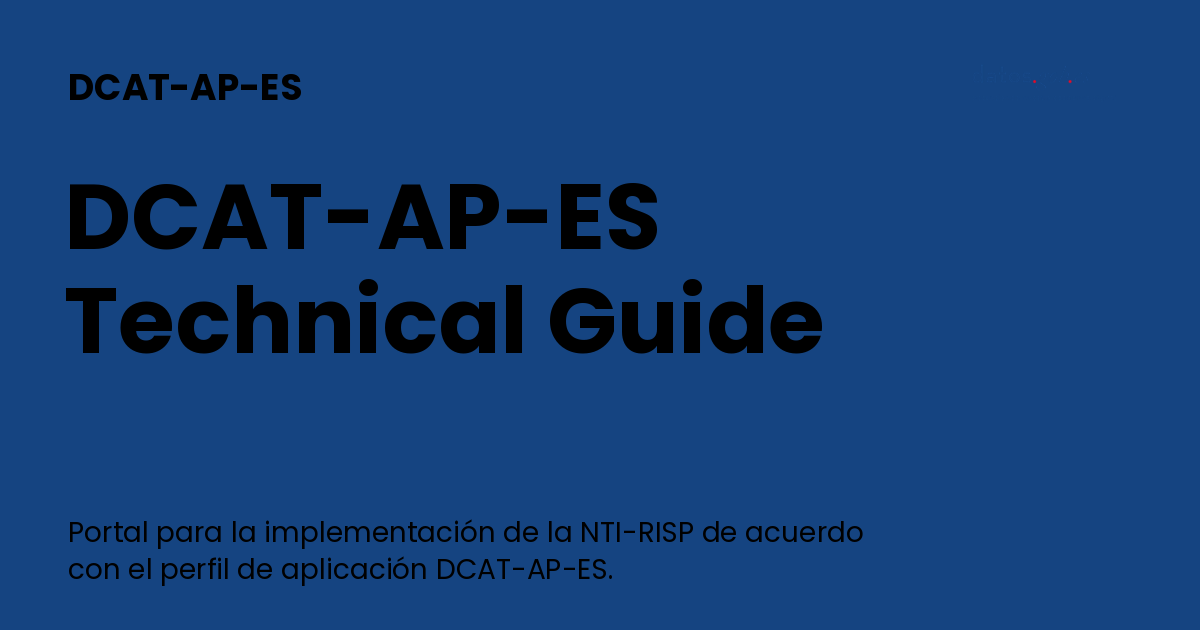 DCAT-AP-ES
DCAT-AP-ES
Technical Guide
Portal para la implementación de la NTI-RISP de acuerdo
con el perfil de aplicación DCAT-AP-ES.